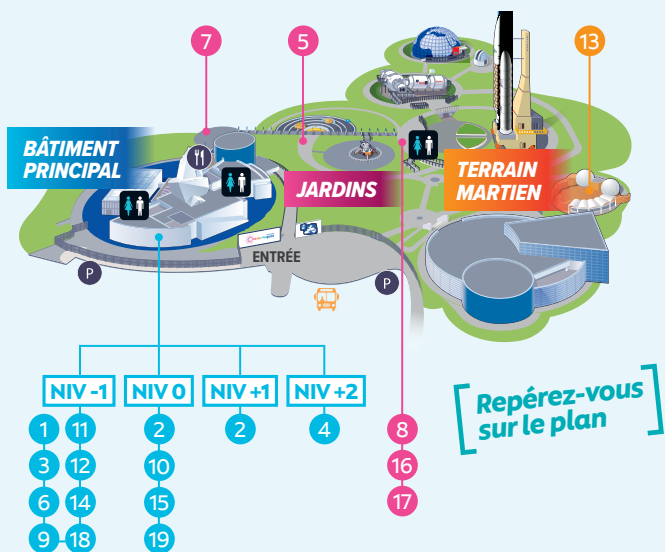 7
5
13
BÂTIMENT
PRINCIPAL
JARDINS
TERRAIN
MARTIEN
ENTRÉE
P
P
NIV -1
NIV 0
NIV +1
NIV +2
1 11
3 12
6 14
9 18
2
10
15
19
2
4
8
16
17
Repérez-vous
sur le plan